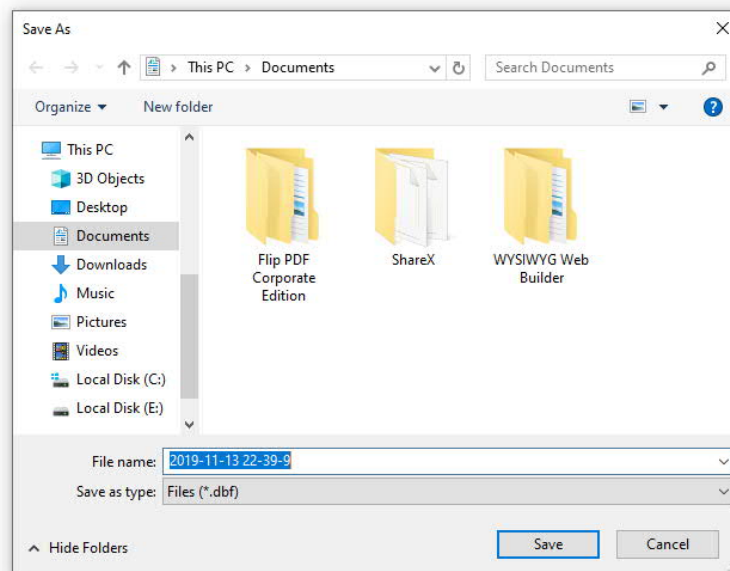 Save As
This PC > Documents
Search Documents
Organize
New folder
This PC
3D Objects
Desktop
Documents
Downloads
Music
Pictures
Videos
Local Disk (C:)
Local Disk (E:)
Flip PDF
Corporate
Edition
ShareX
WYSIWYG Web
Builder
File name: 2019-11-13 22-39-9
Save as type: Files (*.dbf)
Hide Folders
Save
Cancel